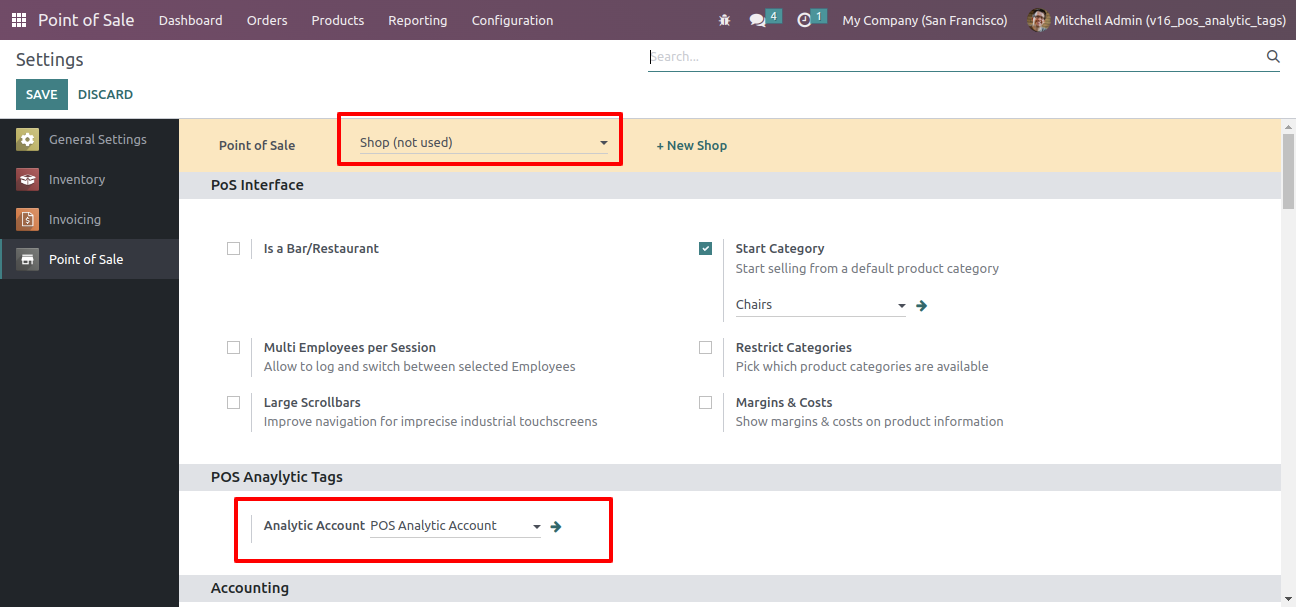 Point of Sale Dashboard Orders Products Reporting Configuration 4 1 My Company (San Francisco) Mitchell Admin (v16_pos_analytic_tags)
Settings
Search...
SAVE DISCARD
General Settings
Inventory
Invoicing
Point of Sale
Point of Sale Shop (not used) + New Shop
PoS Interface
Is a Bar/Restaurant
Start Category
Start selling from a default product category
Chairs
Multi Employees per Session
Allow to log and switch between selected Employees
Restrict Categories
Pick which product categories are available
Large Scrollbars
Improve navigation for imprecise industrial touchscreens
Margins & Costs
Show margins & costs on product information
POS Anaylytic Tags
Analytic Account POS Analytic Account
Accounting